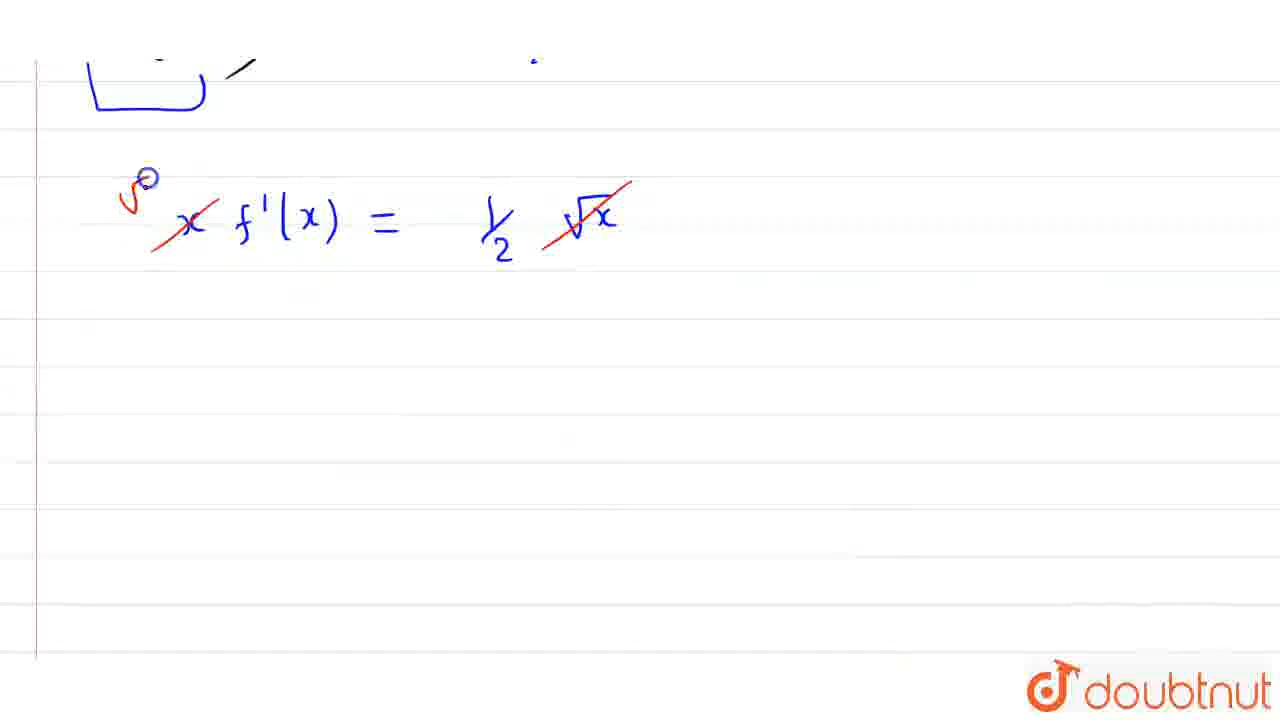 √
x f'(x) = 1/2 √x
doubtnut